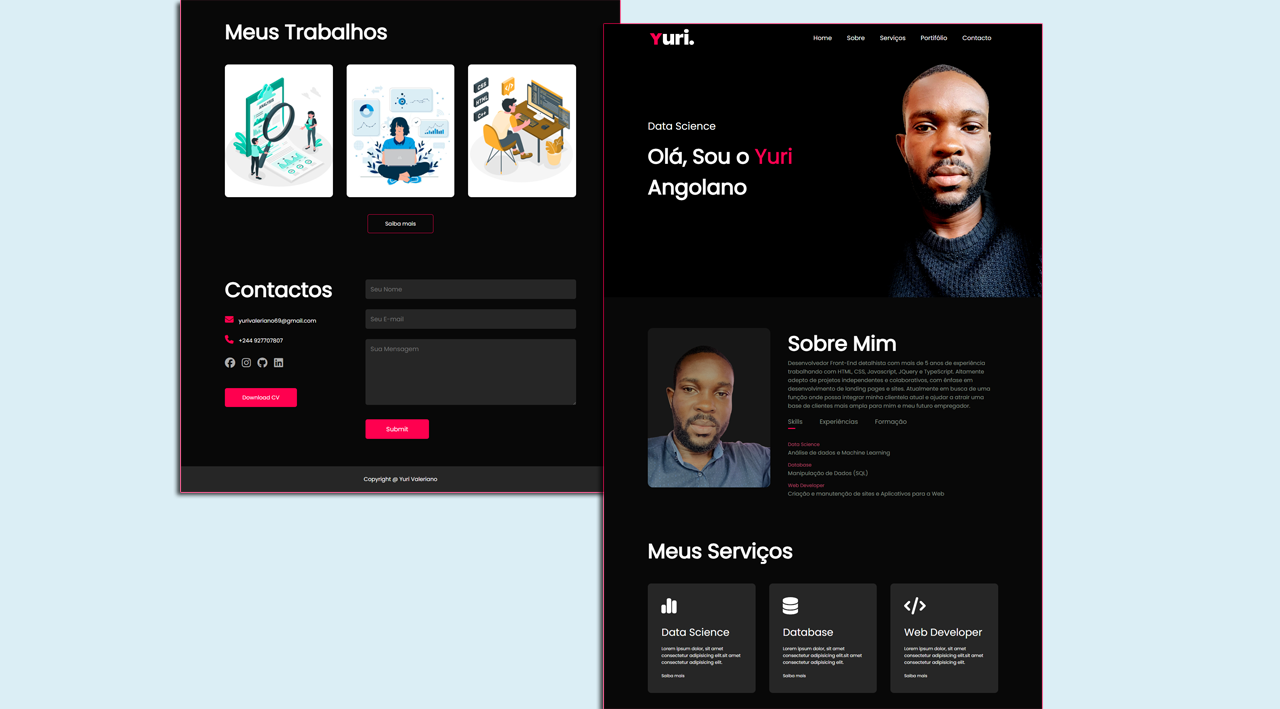 Meus Trabalhos
ANALYSIS
CSS
HTML
C++
Saiba mais
Contactos
yurivaleriano69@gmail.com
+244 927707807
Download CV
Seu Nome
Seu E-mail
Sua Mensagem
Submit
Copyright @ Yuri Valeriano
Yuri.
Home
Sobre
Serviços
Portifólio
Contacto
Data Science
Olá, Sou o Yuri
Angolano
Sobre Mim
Desenvolvedor Front-End detalhista com mais de 5 anos de experiência
trabalhando com HTML, CSS, Javascript, JQuery e TypeScript. Altamente
adepto de projetos independentes e colaborativos, com ênfase em
desenvolvimento de landing pages e sites. Atualmente em busca de uma
função onde possa integrar minha clientela atual e ajudar a atrair uma
base de clientes mais ampla para mim e meu futuro empregador.
Skills
Experiências
Formação
Data Science
Análise de dados e Machine Learning
Database
Manipulação de Dados (SQL)
Web Developer
Criação e manutenção de sites e Aplicativos para a Web
Meus Serviços
Data Science
Lorem ipsum dolor, sit amet
consectetur adipisicing elit.sit amet
consectetur adipisicing elit.
Saiba mais
Database
Lorem ipsum dolor, sit amet
consectetur adipisicing elit.sit amet
consectetur adipisicing elit.
Saiba mais
Web Developer
Lorem ipsum dolor, sit amet
consectetur adipisicing elit.sit amet
consectetur adipisicing elit.
Saiba mais